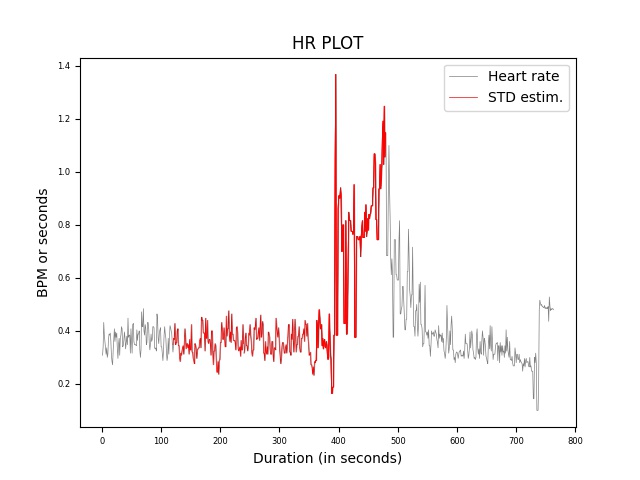 HR PLOT
Heart rate
STD estim.
BPM or seconds
1.4
1.2
1.0
0.8
0.6
0.4
0.2
0 100 200 300 400 500 600 700 800
Duration (in seconds)